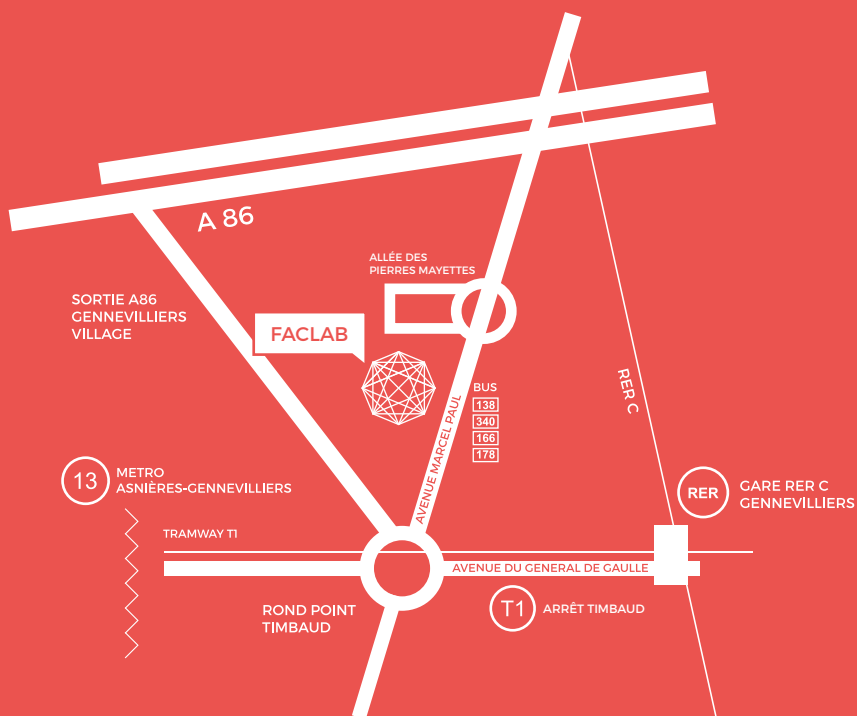 A 86
ALLÉE DES
PIERRES MAYETTES
SORTIE A86
GENNEVILLIERS
VILLAGE
FACLAB
RER C
BUS
138
340
166
178
AVENUE MARCEL PAUL
13
METRO
ASNIÈRES-GENNEVILLIERS
RER
GARE RER C
GENNEVILLIERS
TRAMWAY T1
AVENUE DU GENERAL DE GAULLE
ROND POINT
TIMBAUD
T1
ARRÊT TIMBAUD